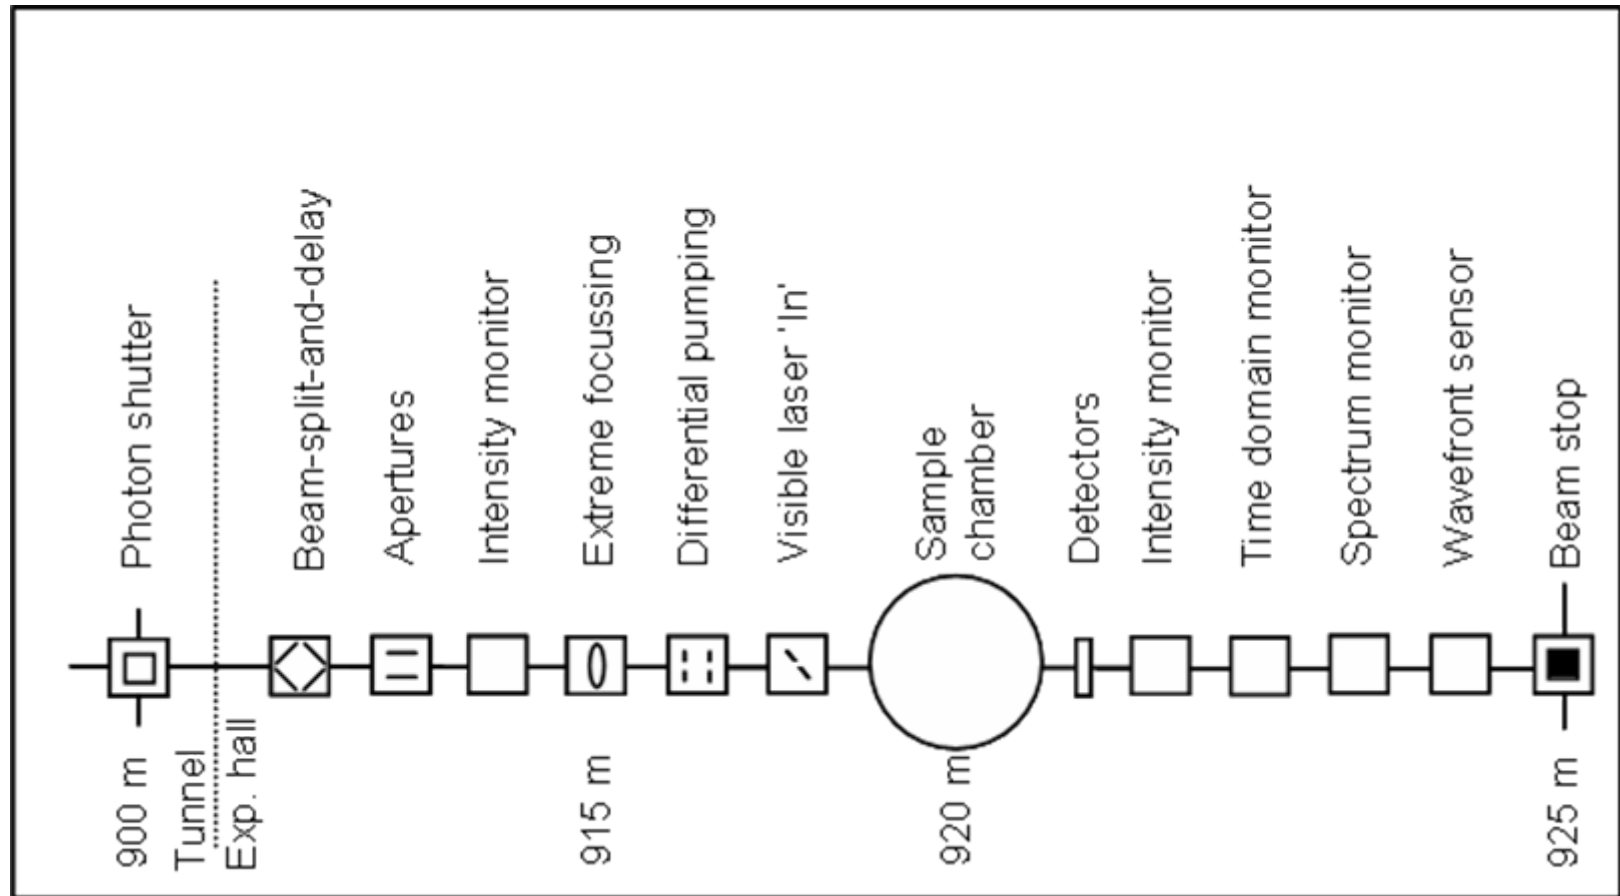 900 m
Photon shutter
Tunnel
Exp. hall
Beam-split-and-delay
Apertures
Intensity monitor
915 m
Extreme focussing
Differential pumping
Visible laser 'In'
920 m
Sample
chamber
Detectors
Intensity monitor
Time domain monitor
Spectrum monitor
Wavefront sensor
925 m
Beam stop